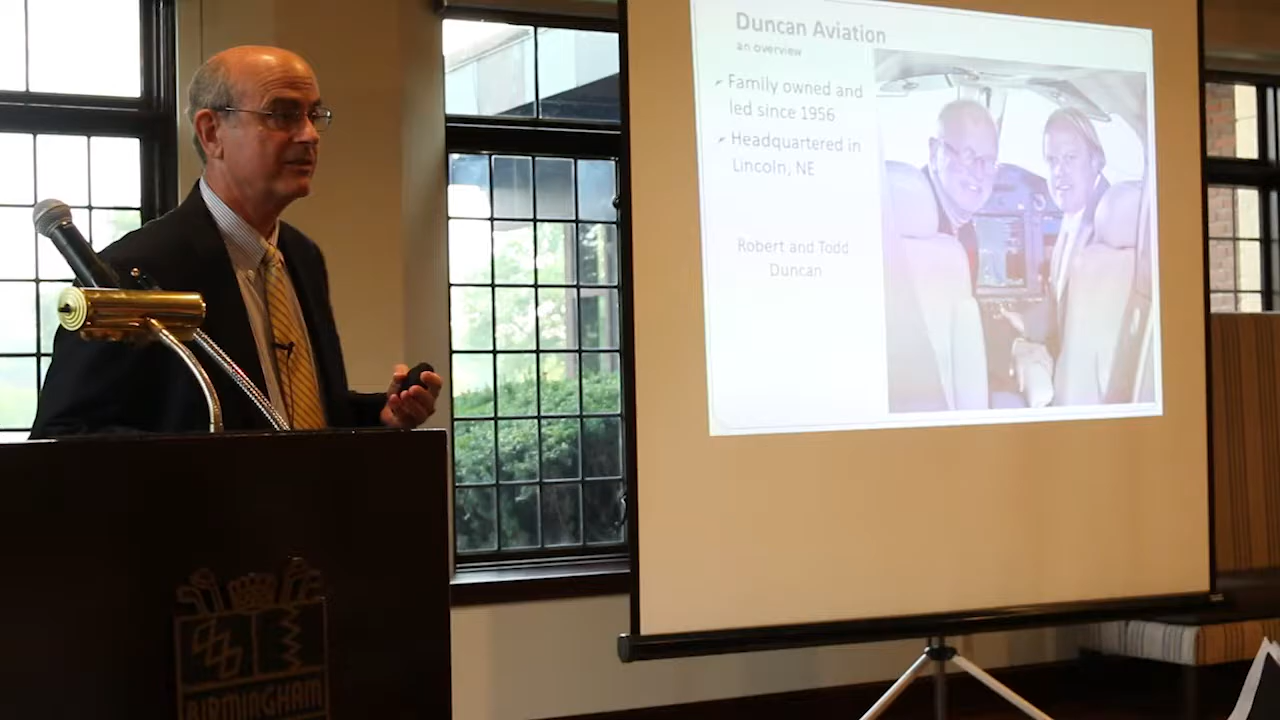 Duncan Aviation
an overview
Family owned and
led since 1956
Headquartered in
Lincoln, NE
Robert and Todd
Duncan
BIRMINGHAM